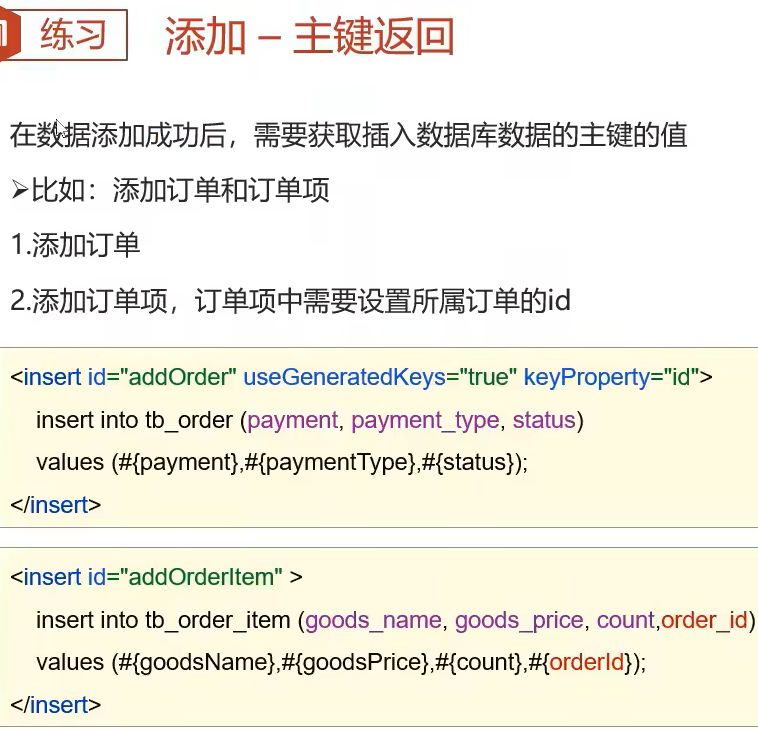 练习
添加 – 主键返回
在数据添加成功后，需要获取插入数据库数据的主键的值
➢比如：添加订单和订单项
1.添加订单
2.添加订单项，订单项中需要设置所属订单的id
<insert id="addOrder" useGeneratedKeys="true" keyProperty="id">
insert into tb_order (payment, payment_type, status)
values (#{payment},#{paymentType},#{status});
</insert>
<insert id="addOrderItem" >
insert into tb_order_item (goods_name, goods_price, count,order_id)
values (#{goodsName},#{goodsPrice},#{count},#{orderId});
</insert>